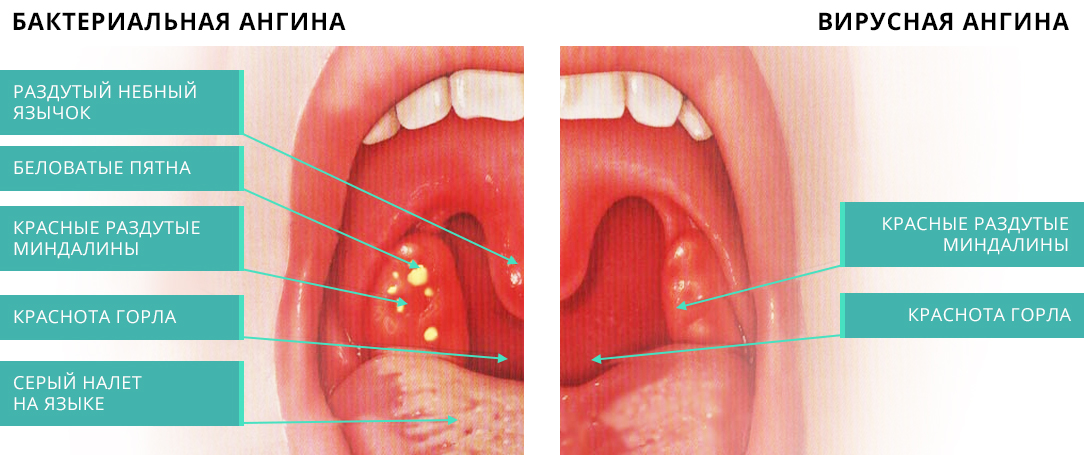 БАКТЕРИАЛЬНАЯ АНГИНА
РАЗДУТЫЙ НЕБНЫЙ
ЯЗЫЧОК
БЕЛОВАТЫЕ ПЯТНА
КРАСНЫЕ РАЗДУТЫЕ
МИНДАЛИНЫ
КРАСНОТА ГОРЛА
СЕРЫЙ НАЛЕТ
НА ЯЗЫКЕ
ВИРУСНАЯ АНГИНА
КРАСНЫЕ РАЗДУТЫЕ
МИНДАЛИНЫ
КРАСНОТА ГОРЛА